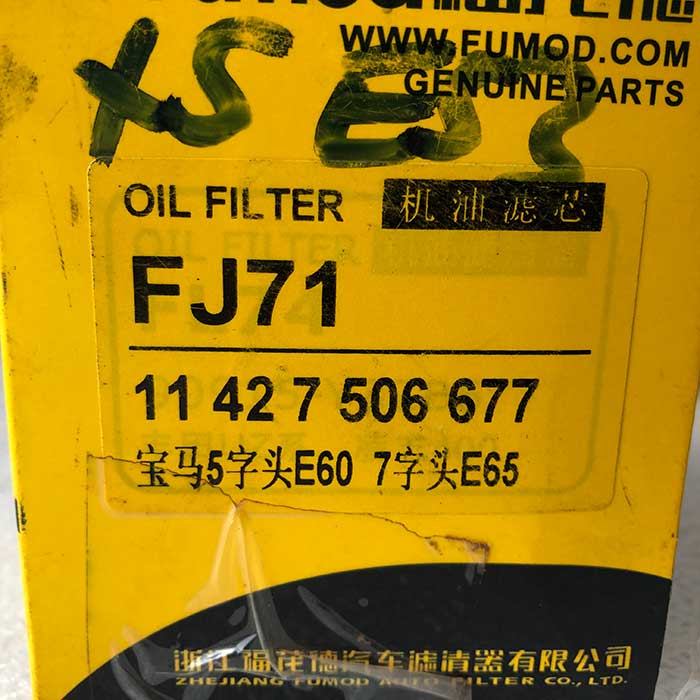 WWW.FUMOD.COM
GENUINE PARTS
XS E53
OIL FILTER 机油滤芯
FJ71
11 42 7 506 677
宝马5字头E60 7字头E65
浙江福茂德汽车滤清器有限公司
ZHEJIANG FUMOD AUTO FILTER CO., LTD.